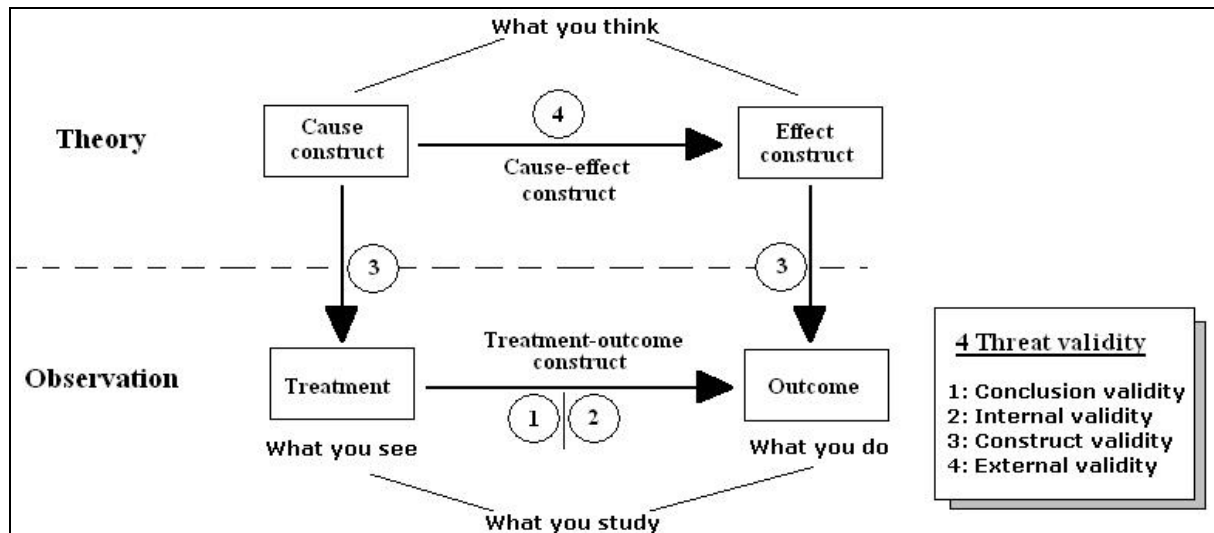 What you think
4
Theory
Cause
construct
Effect
construct
Cause-effect
construct
3
3
Observation
Treatment
Treatment-outcome
construct
Outcome
1
2
What you see
What you do
What you study
4 Threat validity
1: Conclusion validity
2: Internal validity
3: Construct validity
4: External validity